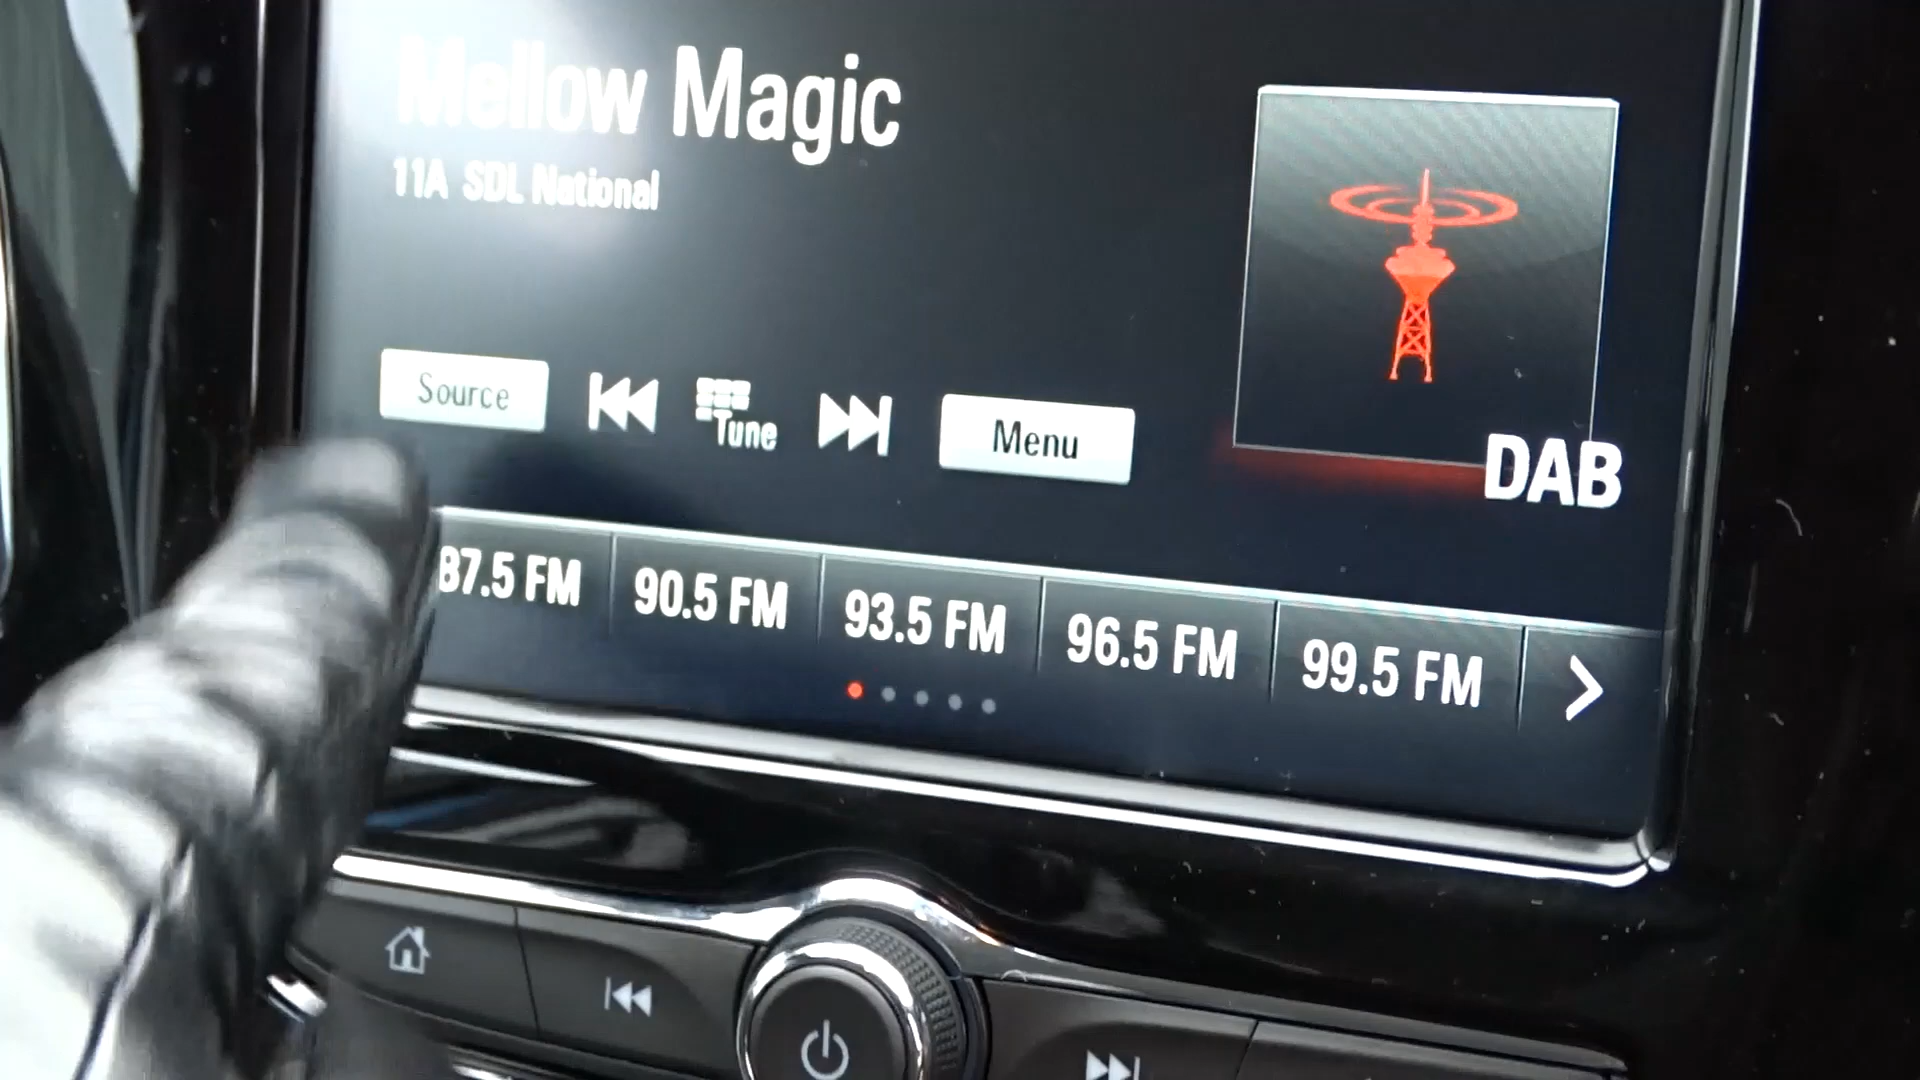 Mellow Magic
11A SDL National
Source
Tune
Menu
DAB
87.5 FM
90.5 FM
93.5 FM
96.5 FM
99.5 FM